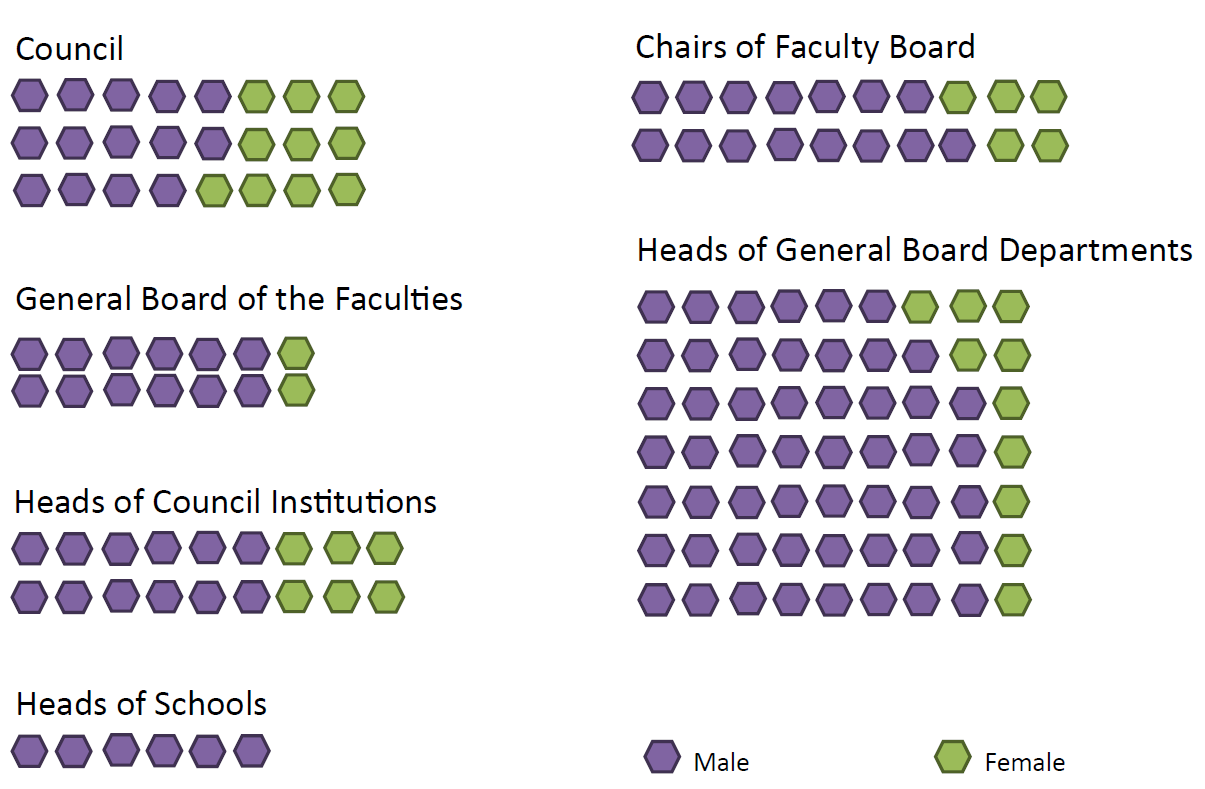 Council
General Board of the Faculties
Heads of Council Institutions
Heads of Schools
Chairs of Faculty Board
Heads of General Board Departments
Male
Female